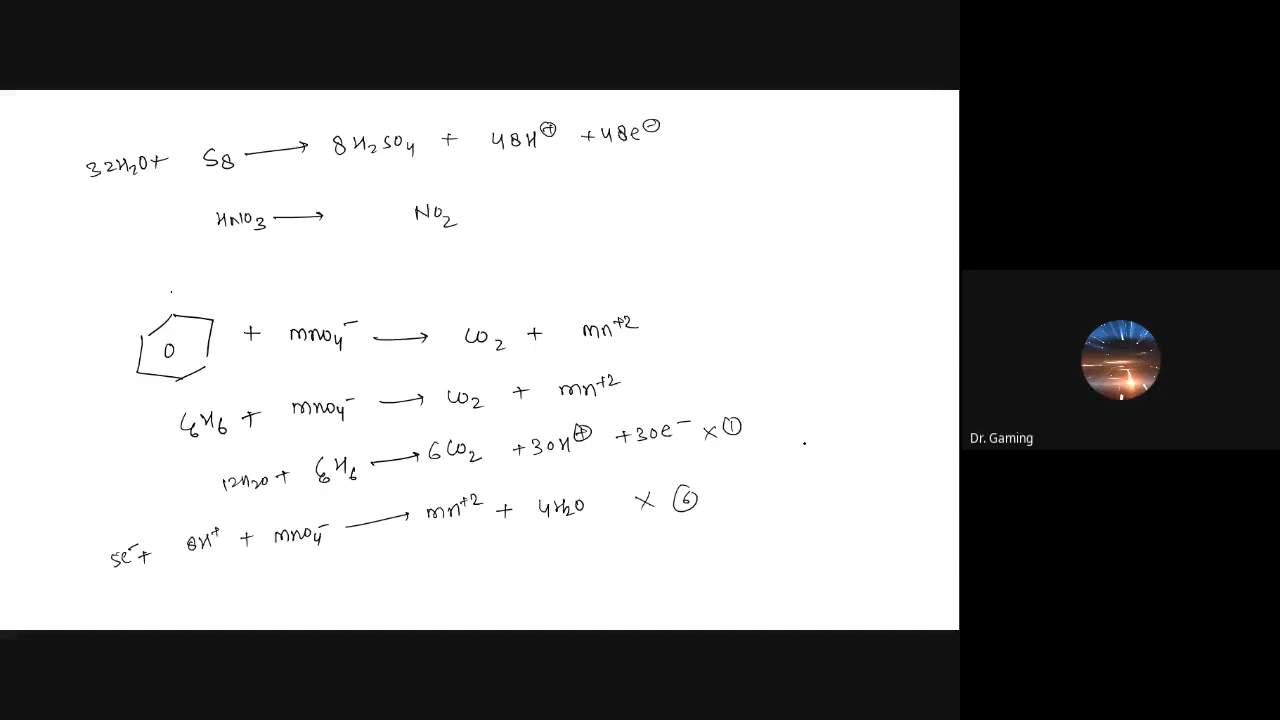 32H2O + S8 ⟶ 8H2SO4 + 48H⊕ + 48e⊖
HNO3 ⟶ NO2
O + mno4− ⟶ CO2 + mn+2
C6H6 + mno4− ⟶ CO2 + mn+2
12H2O + C6H6 ⟶ 6CO2 + 30H⊕ + 30e− × ①
5e− + 8H+ + mno4− ⟶ mn+2 + 4H2O × ⑥
Dr. Gaming